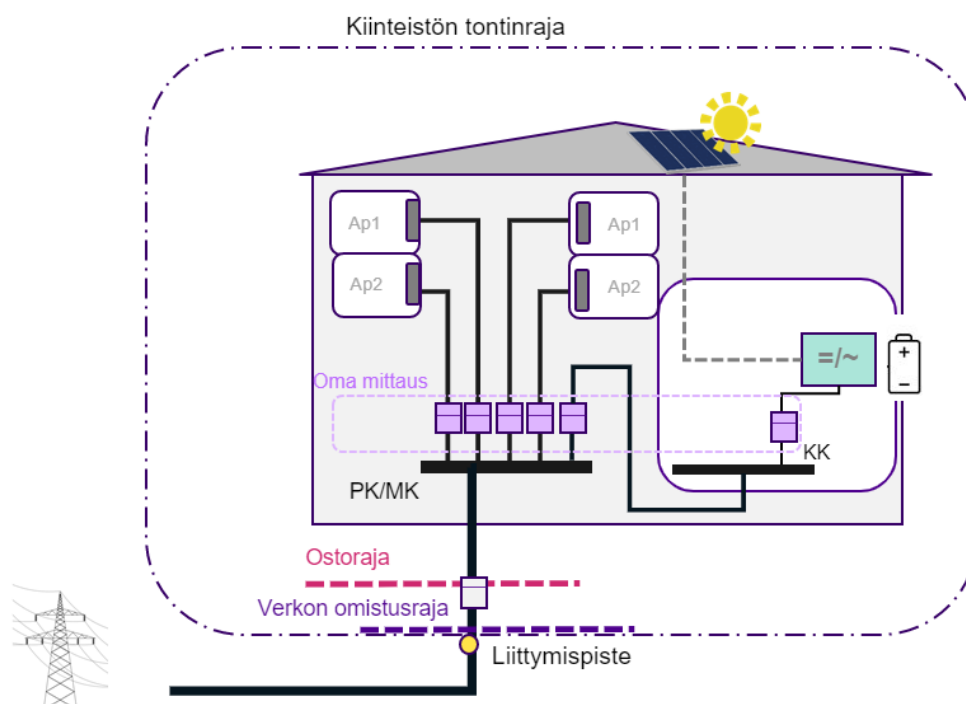 Kiinteistön tontinraja
Ap1
Ap1
Ap2
Ap2
=/~
+
−
Oma mittaus
KK
PK/MK
Ostoraja
Verkon omistusraja
Liittymispiste